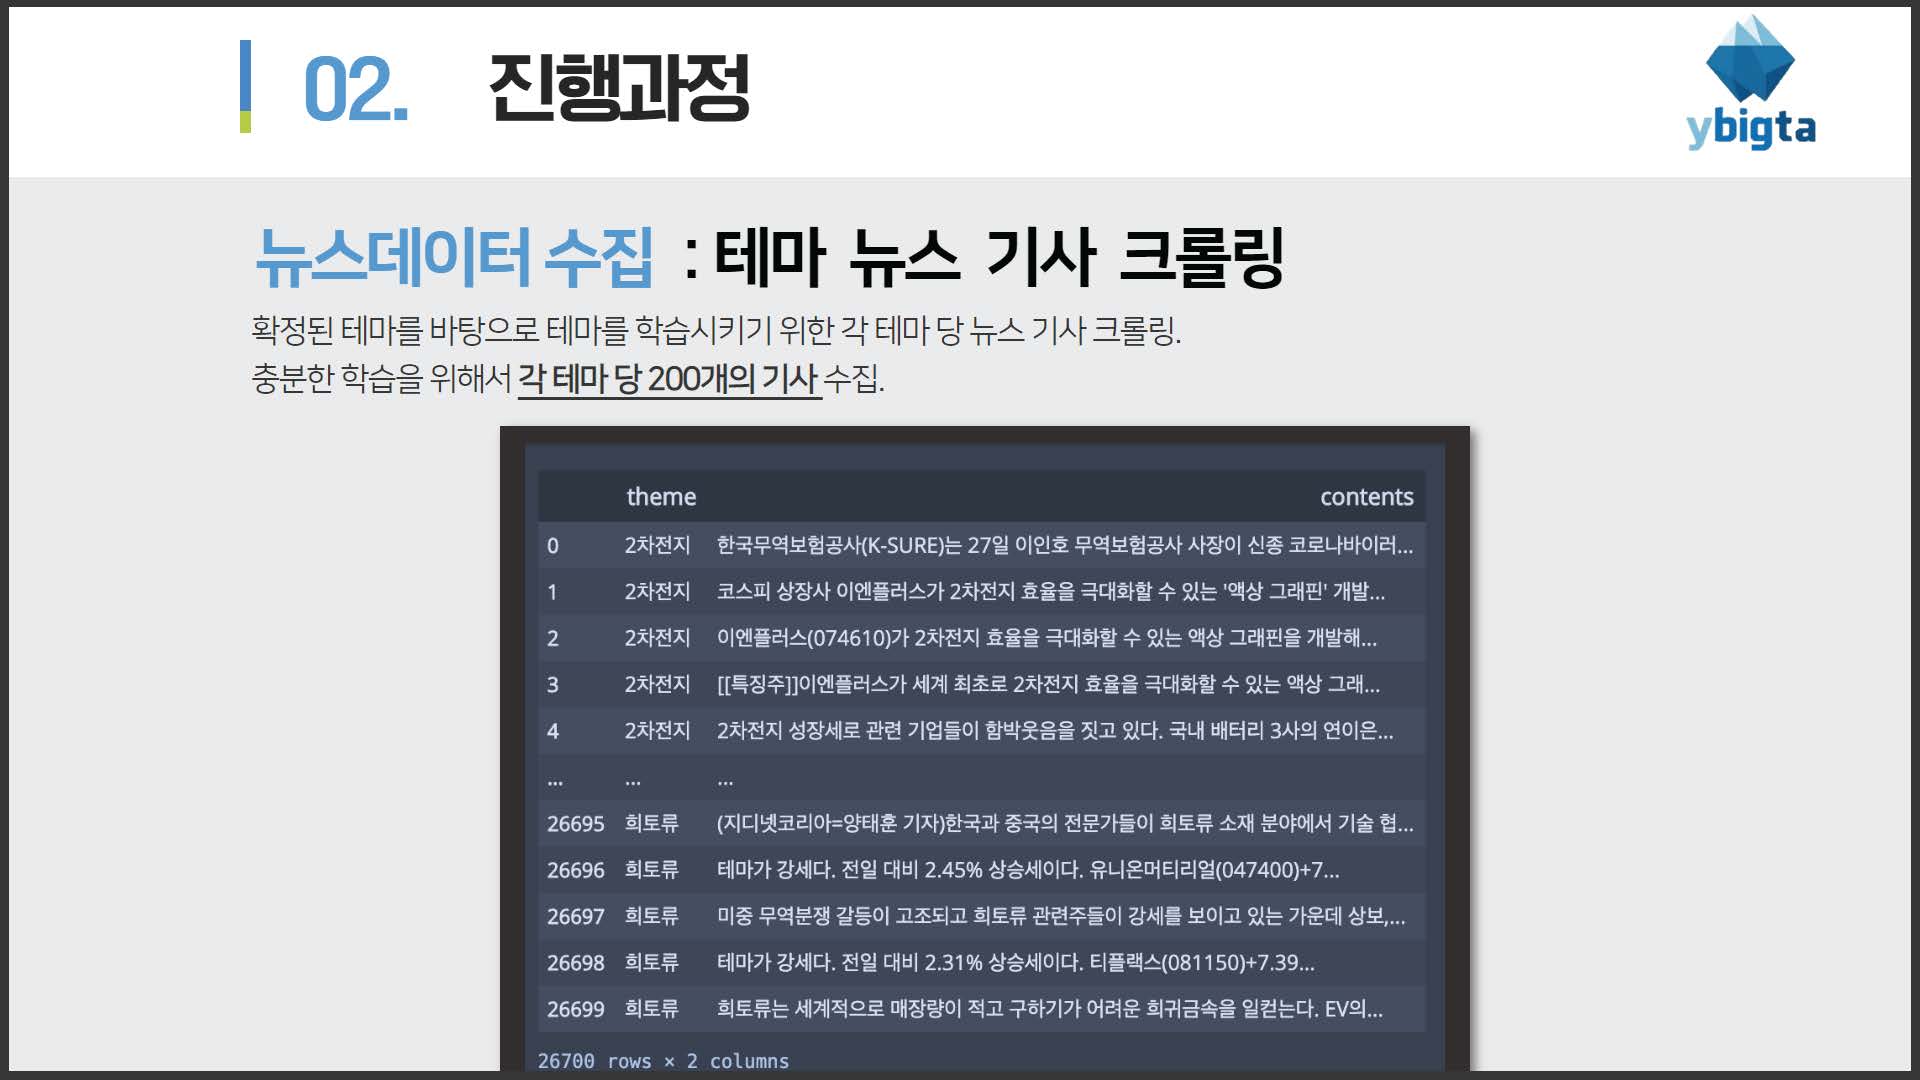 02. 진행과정
ybigta
뉴스데이터 수집 : 테마 뉴스 기사 크롤링
확정된 테마를 바탕으로 테마를 학습시키기 위한 각 테마 당 뉴스 기사 크롤링.
충분한 학습을 위해서 각 테마 당 200개의 기사 수집.
theme contents
0 2차전지 한국무역보험공사(K-SURE)는 27일 이인호 무역보험공사 사장이 신종 코로나바이러...
1 2차전지 코스피 상장사 이엔플러스가 2차전지 효율을 극대화할 수 있는 '액상 그래핀' 개발...
2 2차전지 이엔플러스(074610)가 2차전지 효율을 극대화할 수 있는 액상 그래핀을 개발해...
3 2차전지 [[특징주]]이엔플러스가 세계 최초로 2차전지 효율을 극대화할 수 있는 액상 그래...
4 2차전지 2차전지 성장세로 관련 기업들이 함박웃음을 짓고 있다. 국내 배터리 3사의 연이은...
... ... ...
26695 희토류 (지디넷코리아=양태훈 기자)한국과 중국의 전문가들이 희토류 소재 분야에서 기술 협...
26696 희토류 테마가 강세다. 전일 대비 2.45% 상승세이다. 유니온머티리얼(047400)+7...
26697 희토류 미중 무역분쟁 갈등이 고조되고 희토류 관련주들이 강세를 보이고 있는 가운데 상보,...
26698 희토류 테마가 강세다. 전일 대비 2.31% 상승세이다. 티플랙스(081150)+7.39...
26699 희토류 희토류는 세계적으로 매장량이 적고 구하기가 어려운 희귀금속을 일컫는다. EV의...
26700 rows × 2 columns